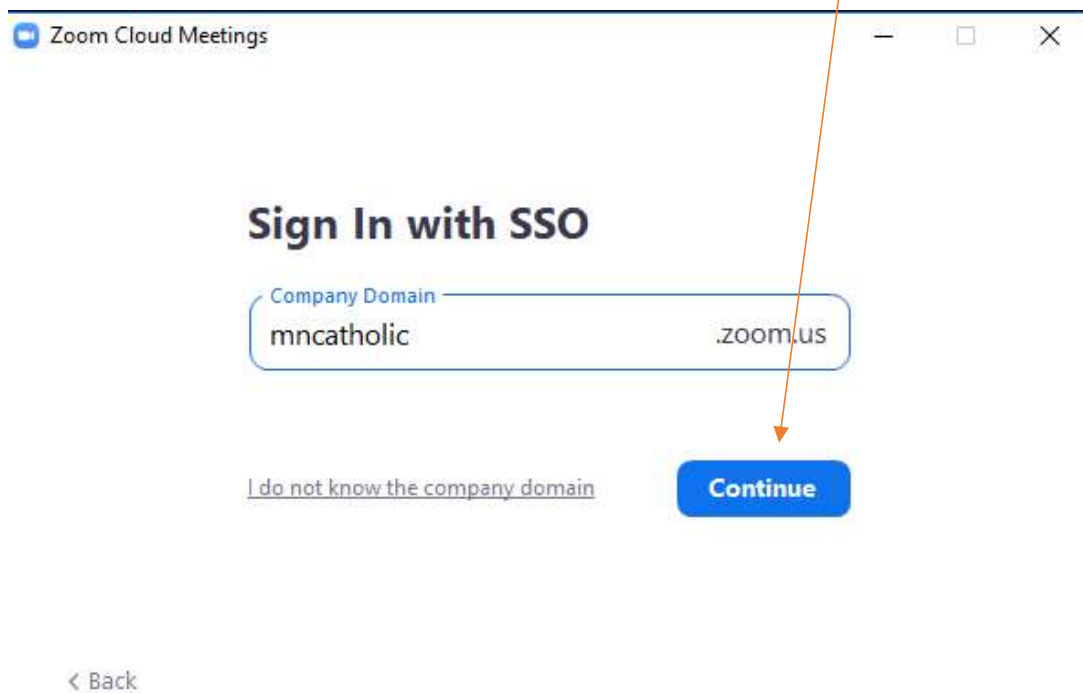 Zoom Cloud Meetings
Sign In with SSO
Company Domain
mncatholic .zoom.us
I do not know the company domain Continue
< Back